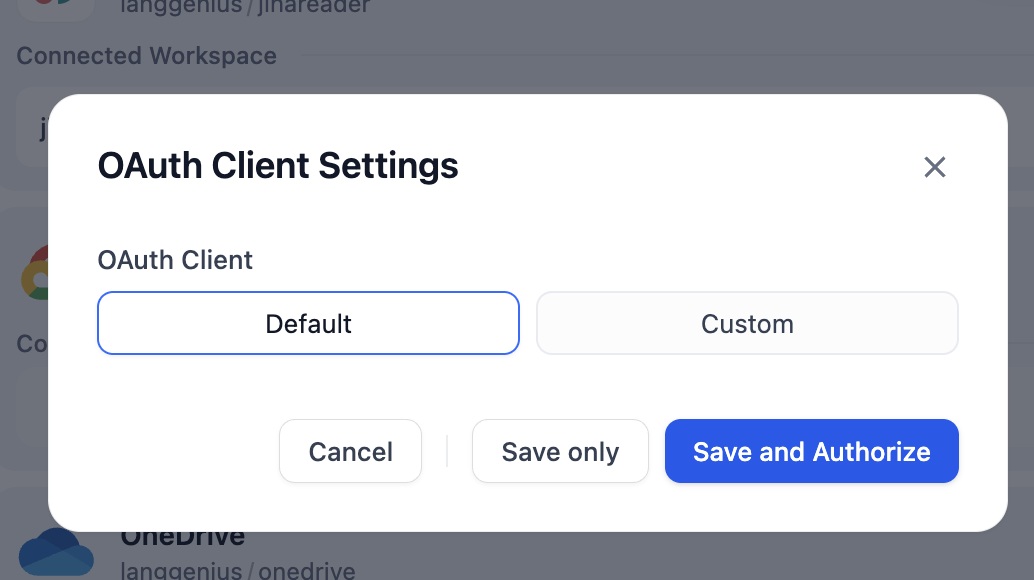 langgenius / jinareader
Connected Workspace
j
OAuth Client Settings
OAuth Client
Default
Custom
Co
Cancel
Save only
Save and Authorize
OneDrive
langgenius / onedrive